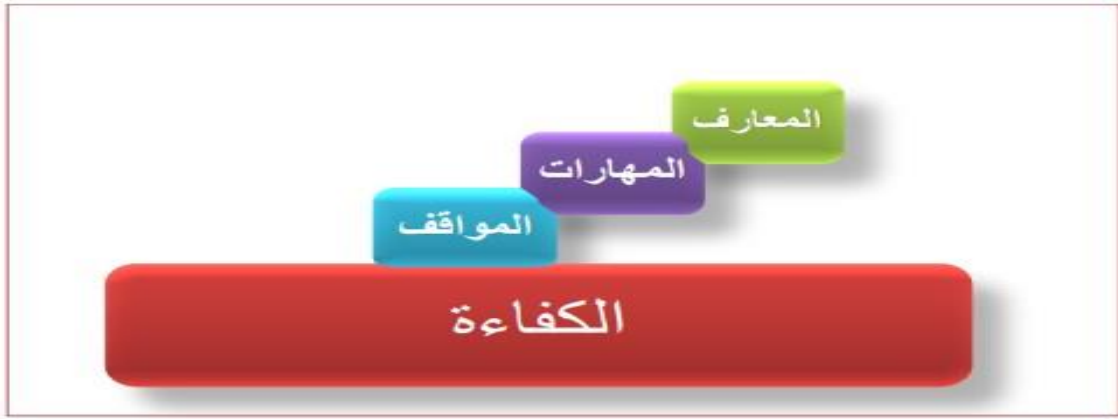 المعارف
المهارات
المواقف
الكفاءة